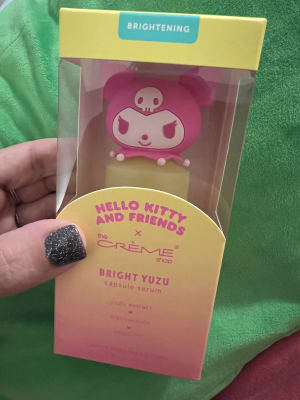 BRIGHTENING
HELLO KITTY
AND FRIENDS
×
the
CRÈME®
shop
BRIGHT YUZU
capsule serum